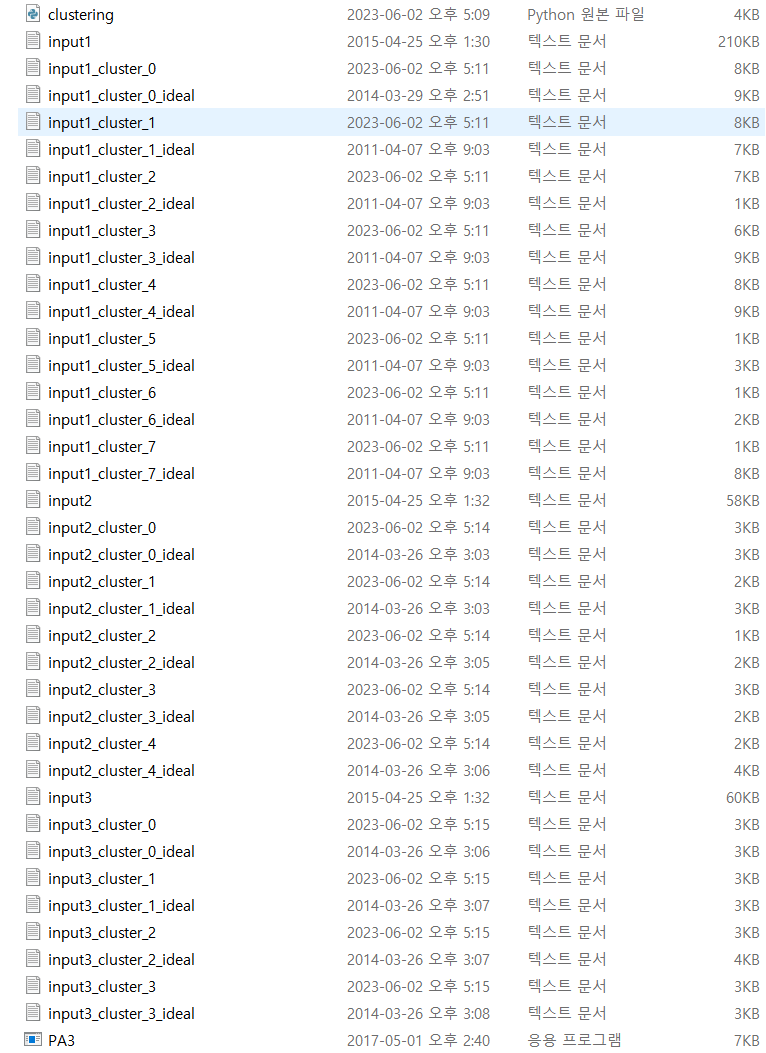 clustering 2023-06-02 오후 5:09 Python 원본 파일 4KB
input1 2015-04-25 오후 1:30 텍스트 문서 210KB
input1_cluster_0 2023-06-02 오후 5:11 텍스트 문서 8KB
input1_cluster_0_ideal 2014-03-29 오후 2:51 텍스트 문서 9KB
input1_cluster_1 2023-06-02 오후 5:11 텍스트 문서 8KB
input1_cluster_1_ideal 2011-04-07 오후 9:03 텍스트 문서 7KB
input1_cluster_2 2023-06-02 오후 5:11 텍스트 문서 7KB
input1_cluster_2_ideal 2011-04-07 오후 9:03 텍스트 문서 1KB
input1_cluster_3 2023-06-02 오후 5:11 텍스트 문서 6KB
input1_cluster_3_ideal 2011-04-07 오후 9:03 텍스트 문서 9KB
input1_cluster_4 2023-06-02 오후 5:11 텍스트 문서 8KB
input1_cluster_4_ideal 2011-04-07 오후 9:03 텍스트 문서 9KB
input1_cluster_5 2023-06-02 오후 5:11 텍스트 문서 1KB
input1_cluster_5_ideal 2011-04-07 오후 9:03 텍스트 문서 3KB
input1_cluster_6 2023-06-02 오후 5:11 텍스트 문서 1KB
input1_cluster_6_ideal 2011-04-07 오후 9:03 텍스트 문서 2KB
input1_cluster_7 2023-06-02 오후 5:11 텍스트 문서 1KB
input1_cluster_7_ideal 2011-04-07 오후 9:03 텍스트 문서 8KB
input2 2015-04-25 오후 1:32 텍스트 문서 58KB
input2_cluster_0 2023-06-02 오후 5:14 텍스트 문서 3KB
input2_cluster_0_ideal 2014-03-26 오후 3:03 텍스트 문서 3KB
input2_cluster_1 2023-06-02 오후 5:14 텍스트 문서 2KB
input2_cluster_1_ideal 2014-03-26 오후 3:03 텍스트 문서 3KB
input2_cluster_2 2023-06-02 오후 5:14 텍스트 문서 1KB
input2_cluster_2_ideal 2014-03-26 오후 3:05 텍스트 문서 2KB
input2_cluster_3 2023-06-02 오후 5:14 텍스트 문서 3KB
input2_cluster_3_ideal 2014-03-26 오후 3:05 텍스트 문서 2KB
input2_cluster_4 2023-06-02 오후 5:14 텍스트 문서 2KB
input2_cluster_4_ideal 2014-03-26 오후 3:06 텍스트 문서 4KB
input3 2015-04-25 오후 1:32 텍스트 문서 60KB
input3_cluster_0 2023-06-02 오후 5:15 텍스트 문서 3KB
input3_cluster_0_ideal 2014-03-26 오후 3:06 텍스트 문서 3KB
input3_cluster_1 2023-06-02 오후 5:15 텍스트 문서 3KB
input3_cluster_1_ideal 2014-03-26 오후 3:07 텍스트 문서 3KB
input3_cluster_2 2023-06-02 오후 5:15 텍스트 문서 3KB
input3_cluster_2_ideal 2014-03-26 오후 3:07 텍스트 문서 4KB
input3_cluster_3 2023-06-02 오후 5:15 텍스트 문서 3KB
input3_cluster_3_ideal 2014-03-26 오후 3:08 텍스트 문서 3KB
PA3 2017-05-01 오후 2:40 응용 프로그램 7KB